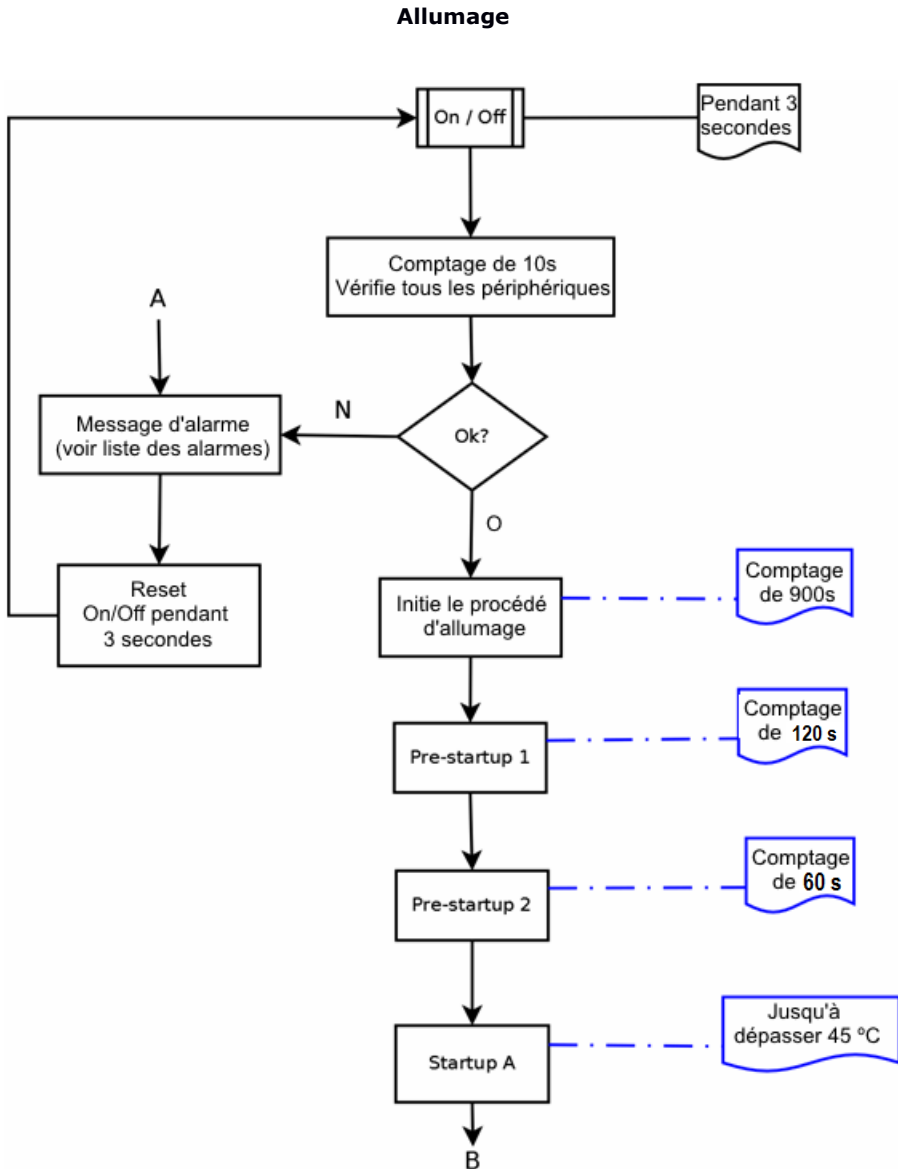 Allumage
On / Off
Pendant 3
secondes
Comptage de 10s
Vérifie tous les périphériques
A
Message d'alarme
(voir liste des alarmes)
N
Ok?
O
Reset
On/Off pendant
3 secondes
Initie le procédé
d'allumage
Comptage
de 900s
Pre-startup 1
Comptage
de 120 s
Pre-startup 2
Comptage
de 60 s
Startup A
Jusqu'à
dépasser 45 ºC
B